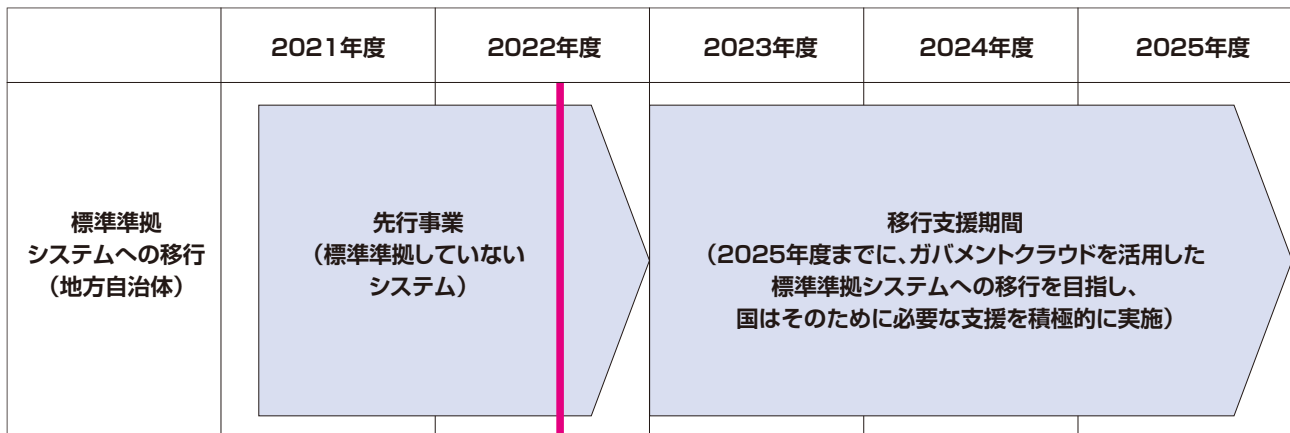 2021年度
2022年度
2023年度
2024年度
2025年度
標準準拠
システムへの移行
（地方自治体）
先行事業
（標準準拠していない
システム）
移行支援期間
（2025年度までに、ガバメントクラウドを活用した
標準準拠システムへの移行を目指し、
国はそのために必要な支援を積極的に実施）